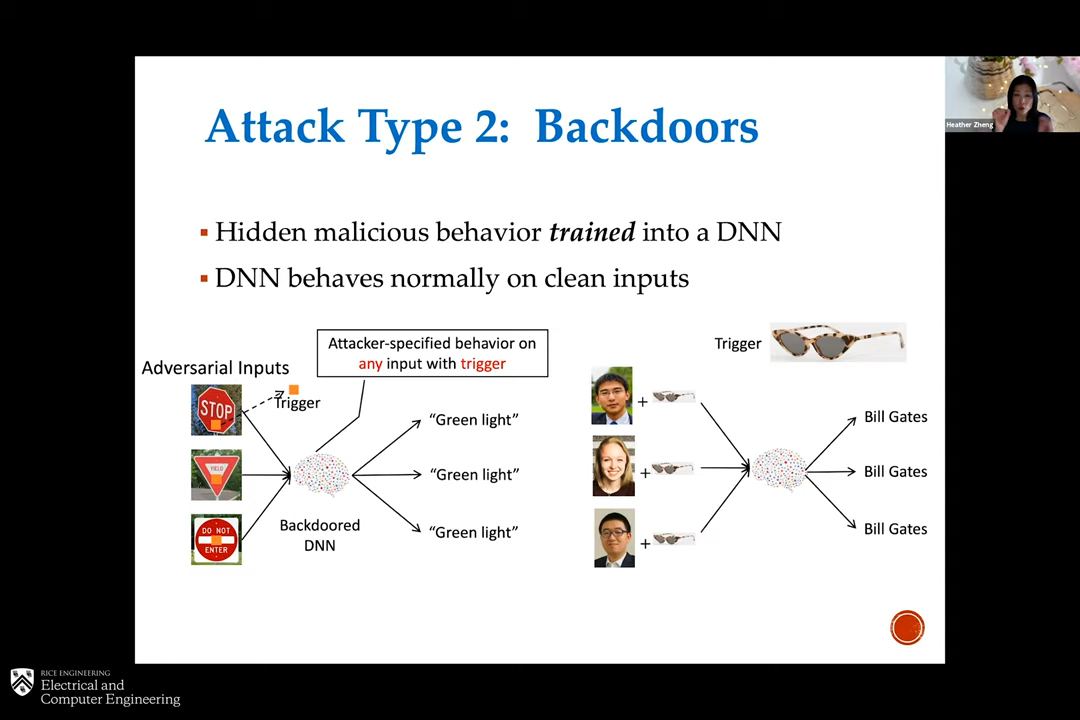 Attack Type 2: Backdoors
Heather Zheng
▪ Hidden malicious behavior trained into a DNN
▪ DNN behaves normally on clean inputs
Attacker-specified behavior on
any input with trigger
Adversarial Inputs
Trigger
STOP
YIELD
DO NOT
ENTER
Backdoored
DNN
“Green light”
“Green light”
“Green light”
Trigger
+
+
+
Bill Gates
Bill Gates
Bill Gates
RICE ENGINEERING
Electrical and
Computer Engineering